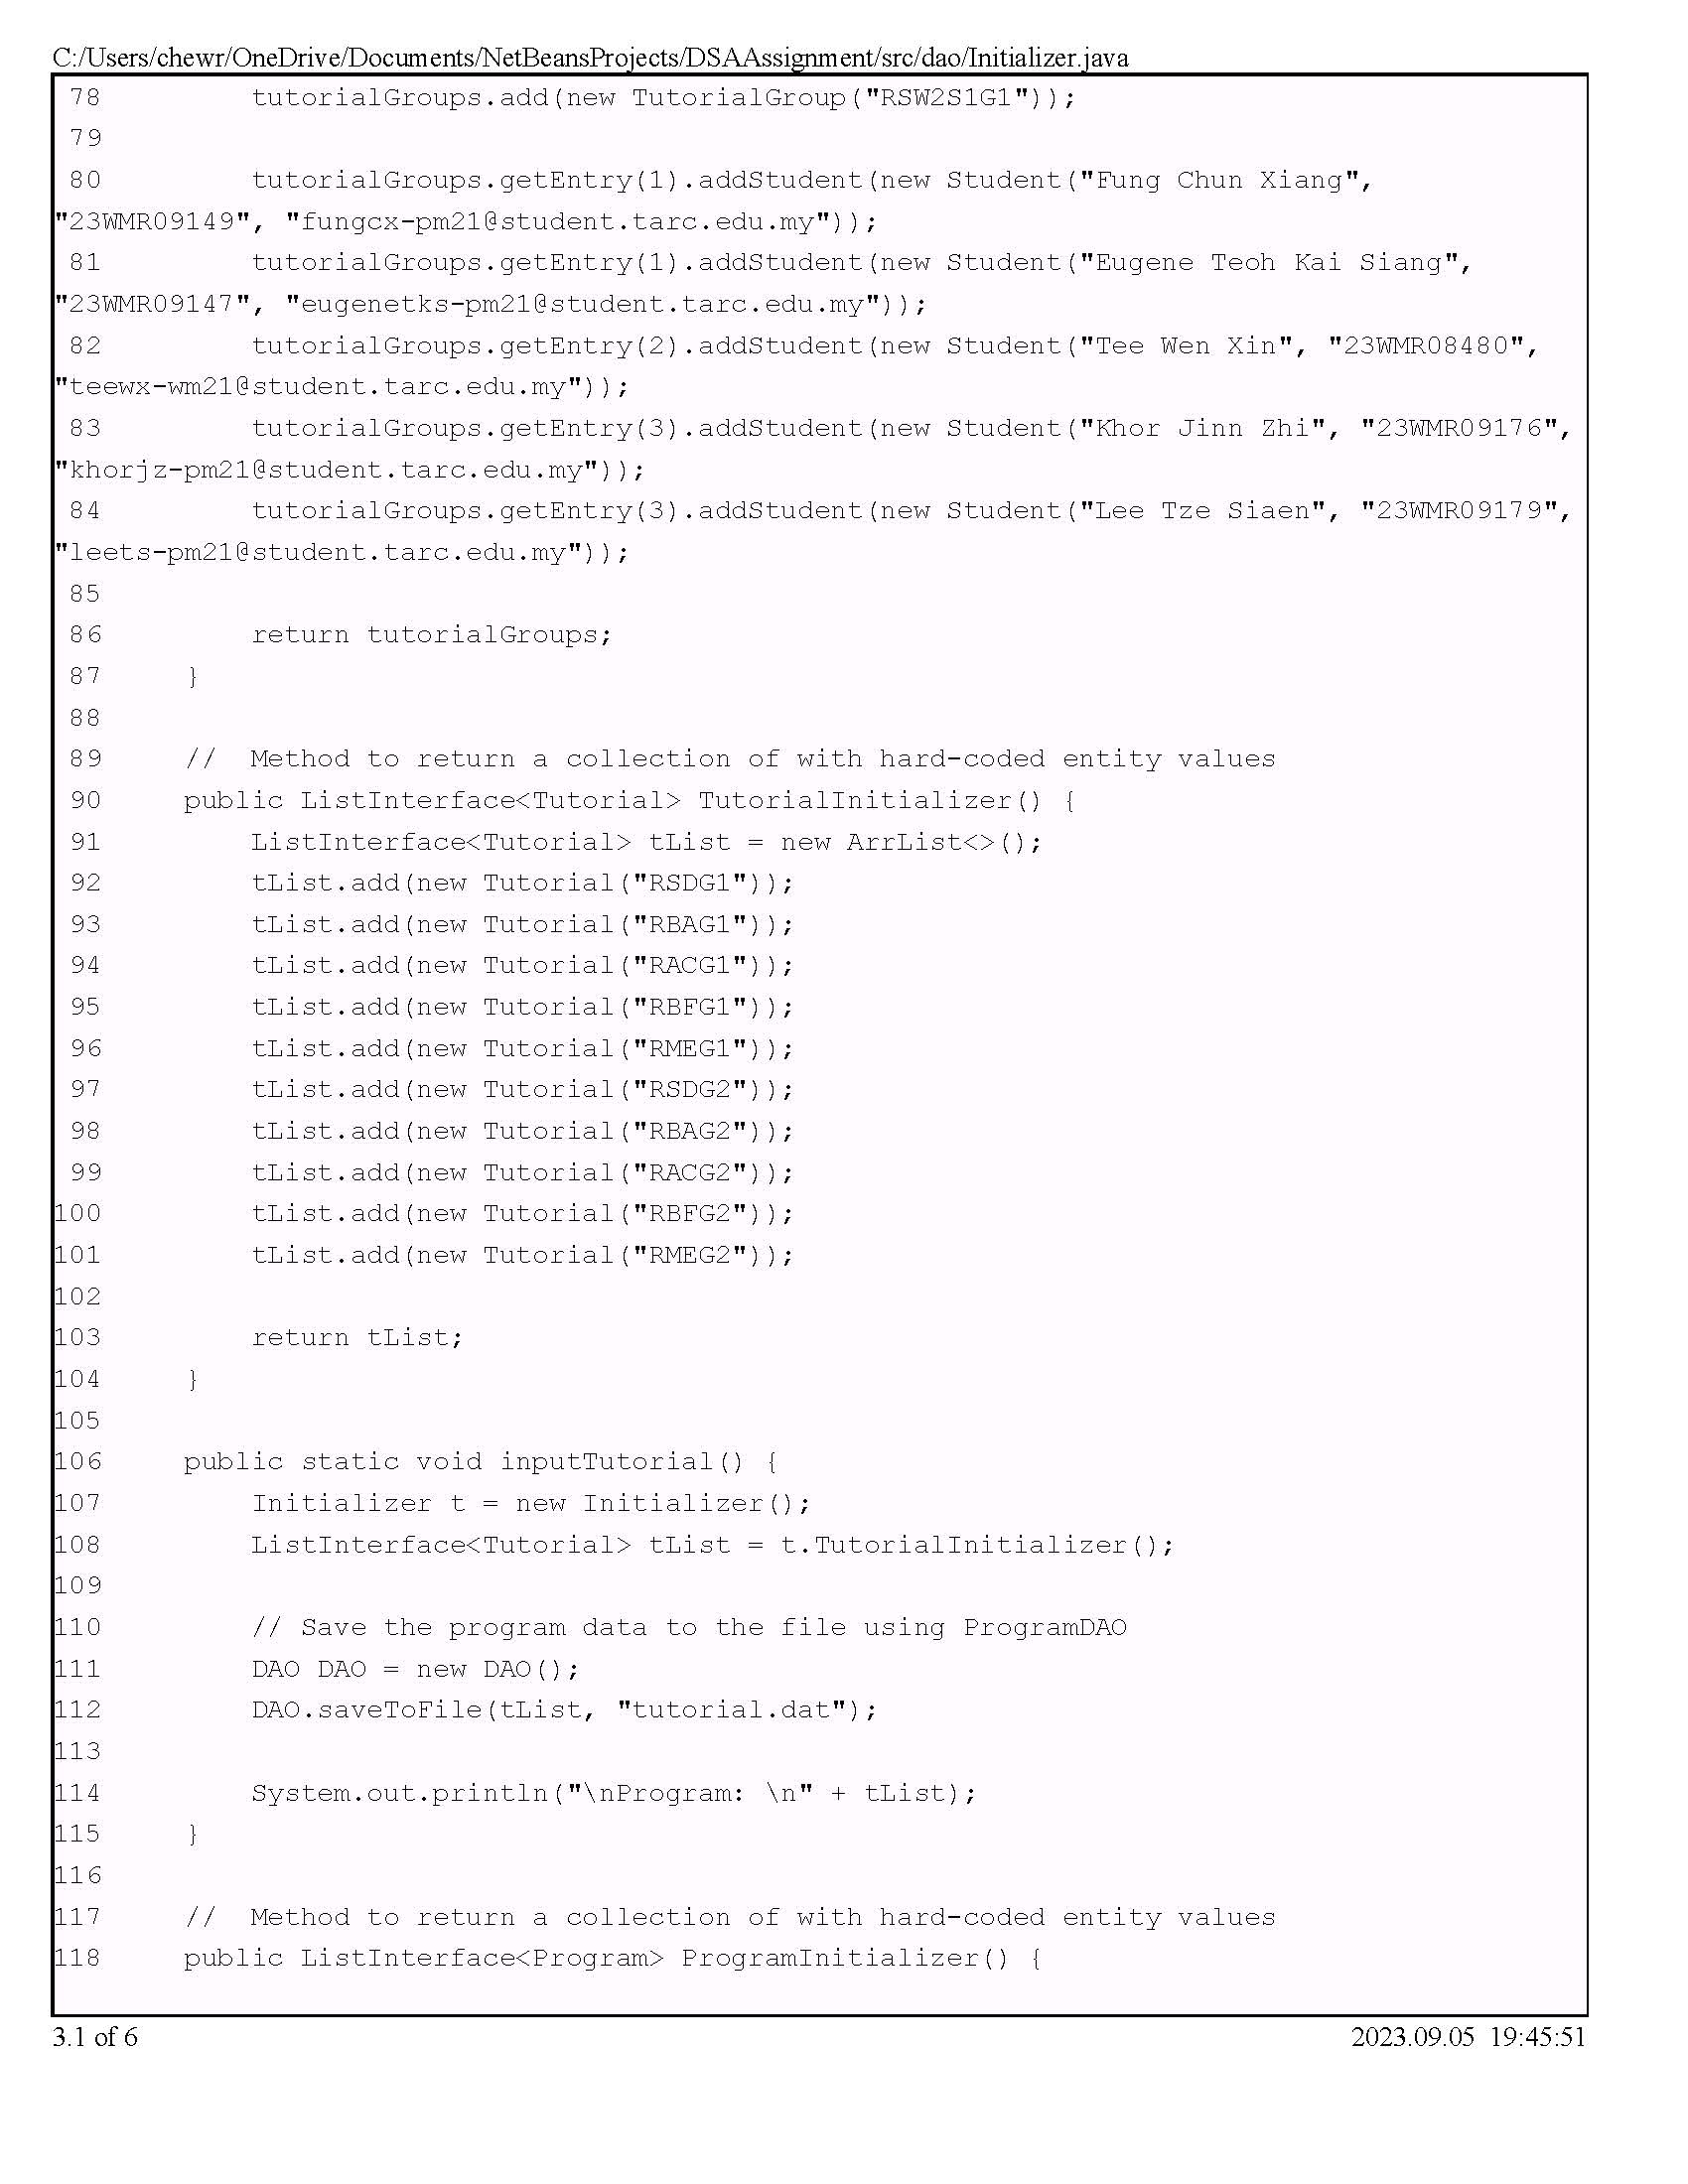 C:/Users/chewr/OneDrive/Documents/NetBeansProjects/DSAAssignment/src/dao/Initializer.java
78         tutorialGroups.add(new TutorialGroup("RSW2S1G1"));
79
80         tutorialGroups.getEntry(1).addStudent(new Student("Fung Chun Xiang",
"23WMR09149", "fungcx-pm21@student.tarc.edu.my"));
81         tutorialGroups.getEntry(1).addStudent(new Student("Eugene Teoh Kai Siang",
"23WMR09147", "eugenetks-pm21@student.tarc.edu.my"));
82         tutorialGroups.getEntry(2).addStudent(new Student("Tee Wen Xin", "23WMR08480",
"teewx-wm21@student.tarc.edu.my"));
83         tutorialGroups.getEntry(3).addStudent(new Student("Khor Jinn Zhi", "23WMR09176",
"khorjz-pm21@student.tarc.edu.my"));
84         tutorialGroups.getEntry(3).addStudent(new Student("Lee Tze Siaen", "23WMR09179",
"leets-pm21@student.tarc.edu.my"));
85
86         return tutorialGroups;
87     }
88
89     //  Method to return a collection of with hard-coded entity values
90     public ListInterface<Tutorial> TutorialInitializer() {
91         ListInterface<Tutorial> tList = new ArrList<>();
92         tList.add(new Tutorial("RSDG1"));
93         tList.add(new Tutorial("RBAG1"));
94         tList.add(new Tutorial("RACG1"));
95         tList.add(new Tutorial("RBFG1"));
96         tList.add(new Tutorial("RMEG1"));
97         tList.add(new Tutorial("RSDG2"));
98         tList.add(new Tutorial("RBAG2"));
99         tList.add(new Tutorial("RACG2"));
100         tList.add(new Tutorial("RBFG2"));
101         tList.add(new Tutorial("RMEG2"));
102
103         return tList;
104     }
105
106     public static void inputTutorial() {
107         Initializer t = new Initializer();
108         ListInterface<Tutorial> tList = t.TutorialInitializer();
109
110         // Save the program data to the file using ProgramDAO
111         DAO DAO = new DAO();
112         DAO.saveToFile(tList, "tutorial.dat");
113
114         System.out.println("\nProgram: \n" + tList);
115     }
116
117     //  Method to return a collection of with hard-coded entity values
118     public ListInterface<Program> ProgramInitializer() {
3.1 of 6
2023.09.05 19:45:51